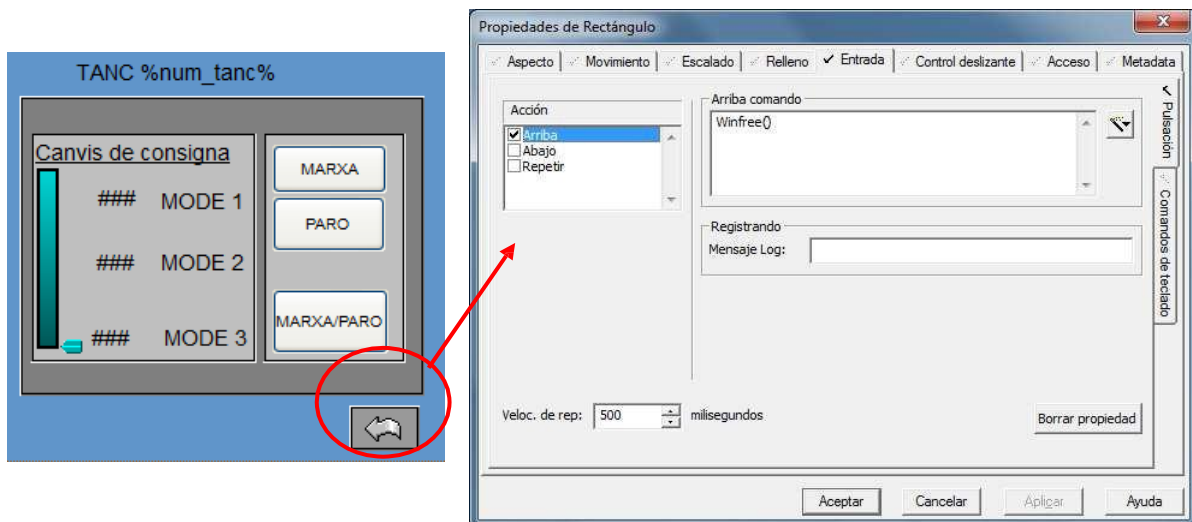 TANC %num_tanc%
Canvis de consigna
### MODE 1
### MODE 2
### MODE 3
MARXA
PARO
MARXA/PARO
Propiedades de Rectángulo
Aspecto Movimiento Escalado Relleno Entrada Control deslizante Acceso Metadata
Acción
Arriba
Abajo
Repetir
Arriba comando
Winfree()
Registrando
Mensaje Log:
Pulsación
Comandos de teclado
Veloc. de rep: 500 milisegundos
Borrar propiedad
Aceptar Cancelar Aplicar Ayuda